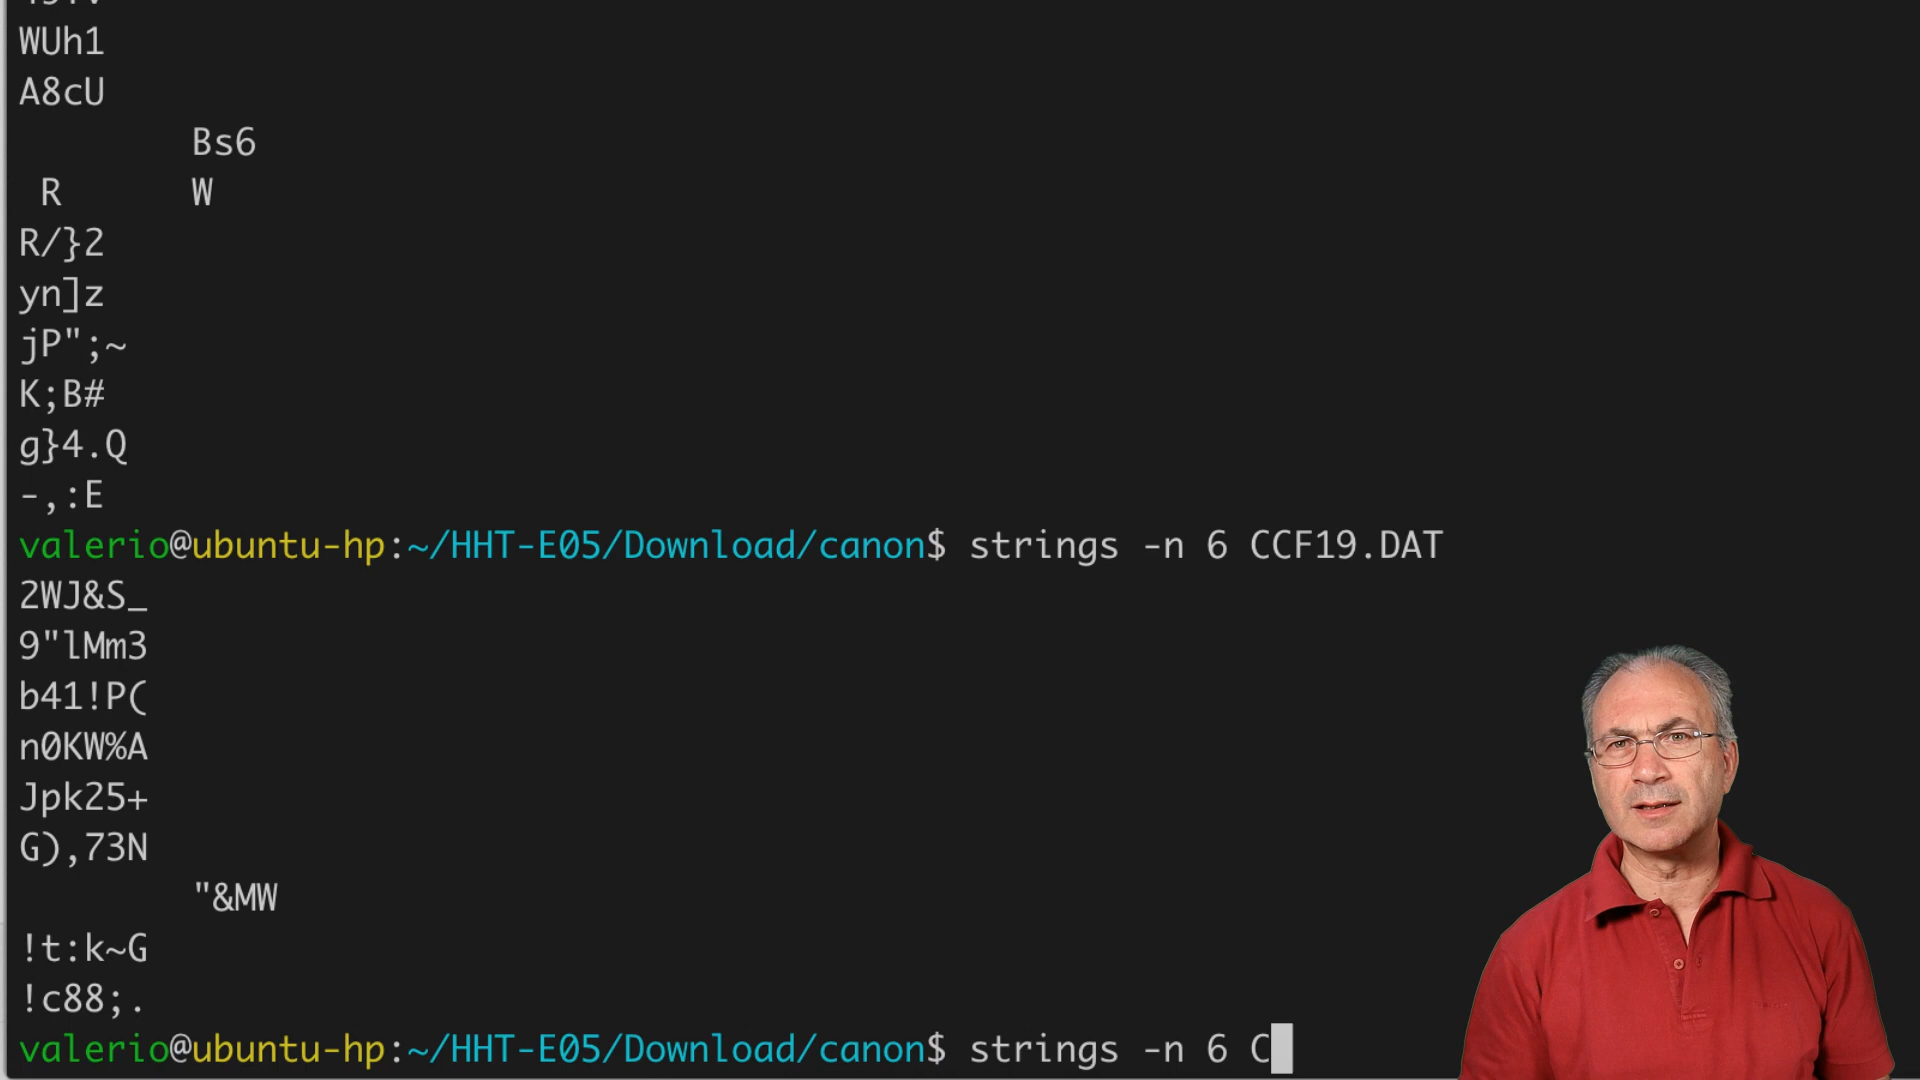 WUh1
A8cU
Bs6
R W
R/}2
yn]z
jP";~
K;B#
g}4.Q
-,:E
valerio@ubuntu-hp:~/HHT-E05/Download/canon$ strings -n 6 CCF19.DAT
2WJ&S_
9"lMm3
b41!P(
n0KW%A
Jpk25+
G),73N
"&MW
!t:k~G
!c88;.
valerio@ubuntu-hp:~/HHT-E05/Download/canon$ strings -n 6 C